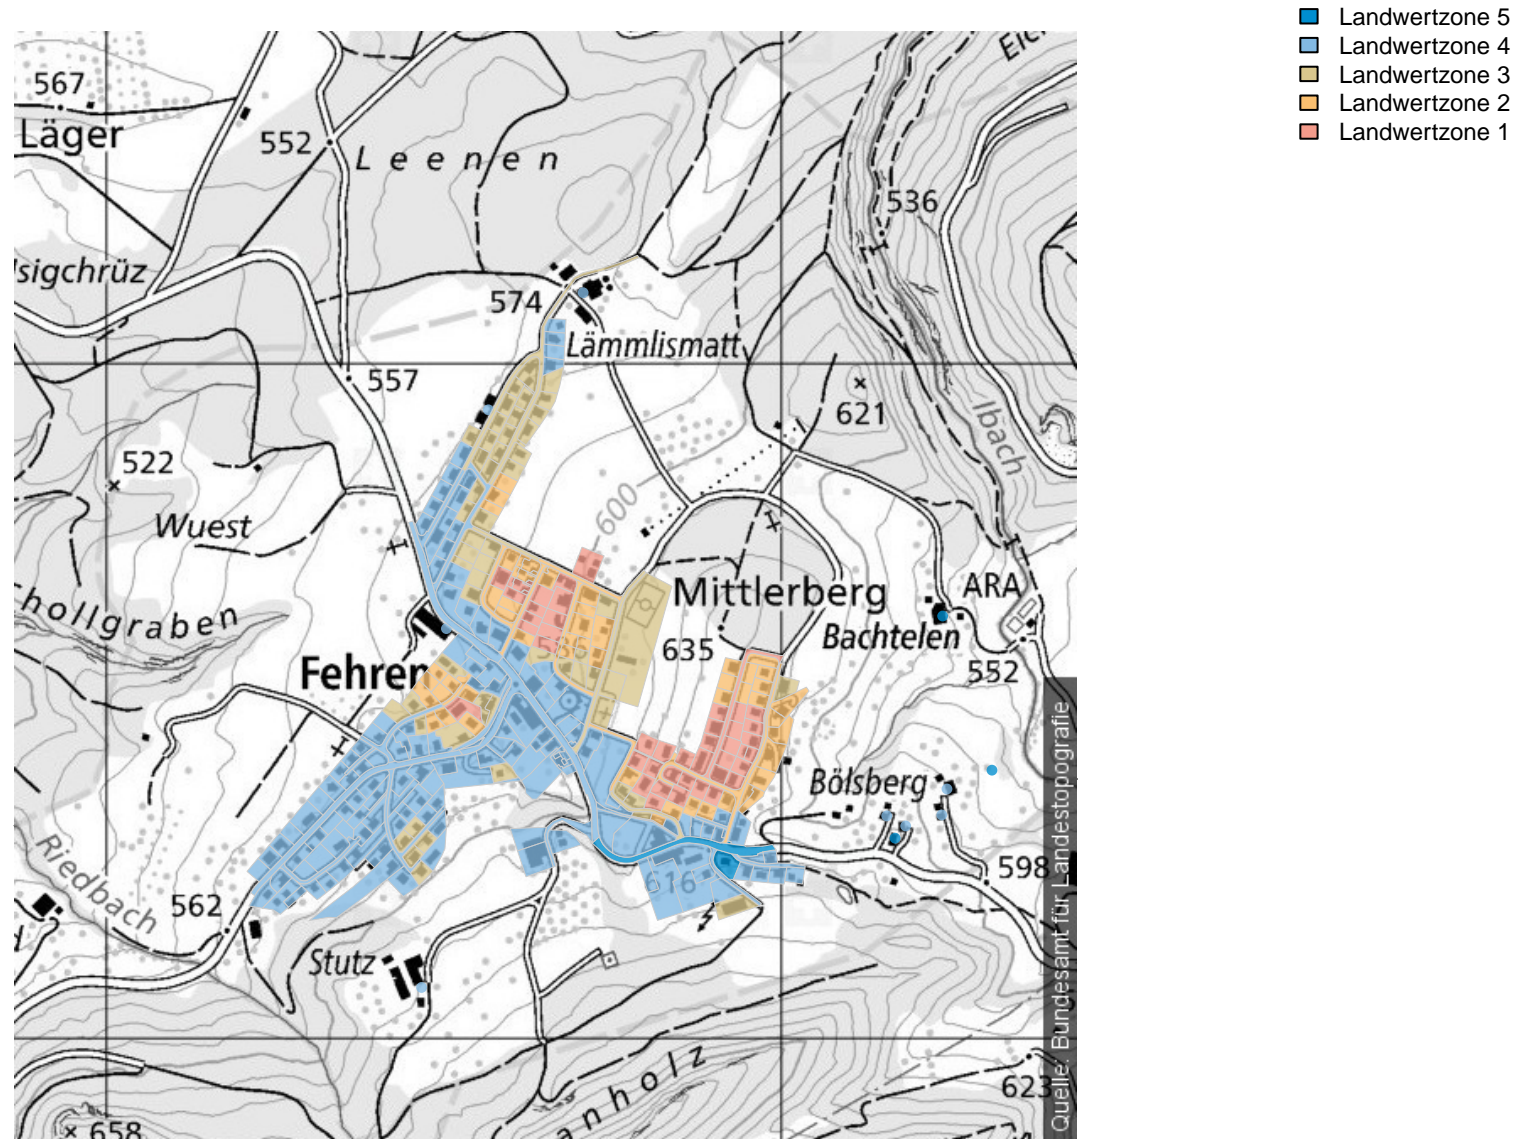 Landwertzone 5
Landwertzone 4
Landwertzone 3
Landwertzone 2
Landwertzone 1
567
Läger
552
Leenen
536
574
Lämmlismatt
557
621
Ibach
522
Wuest
600
Mittlerberg
ARA
hollgraben
635
Bachtelen
586
552
Fehren
Bölsberg
Riedbach
616
598
562
Stutz
623
658
Quelle: Bundesamt für Landestopografie